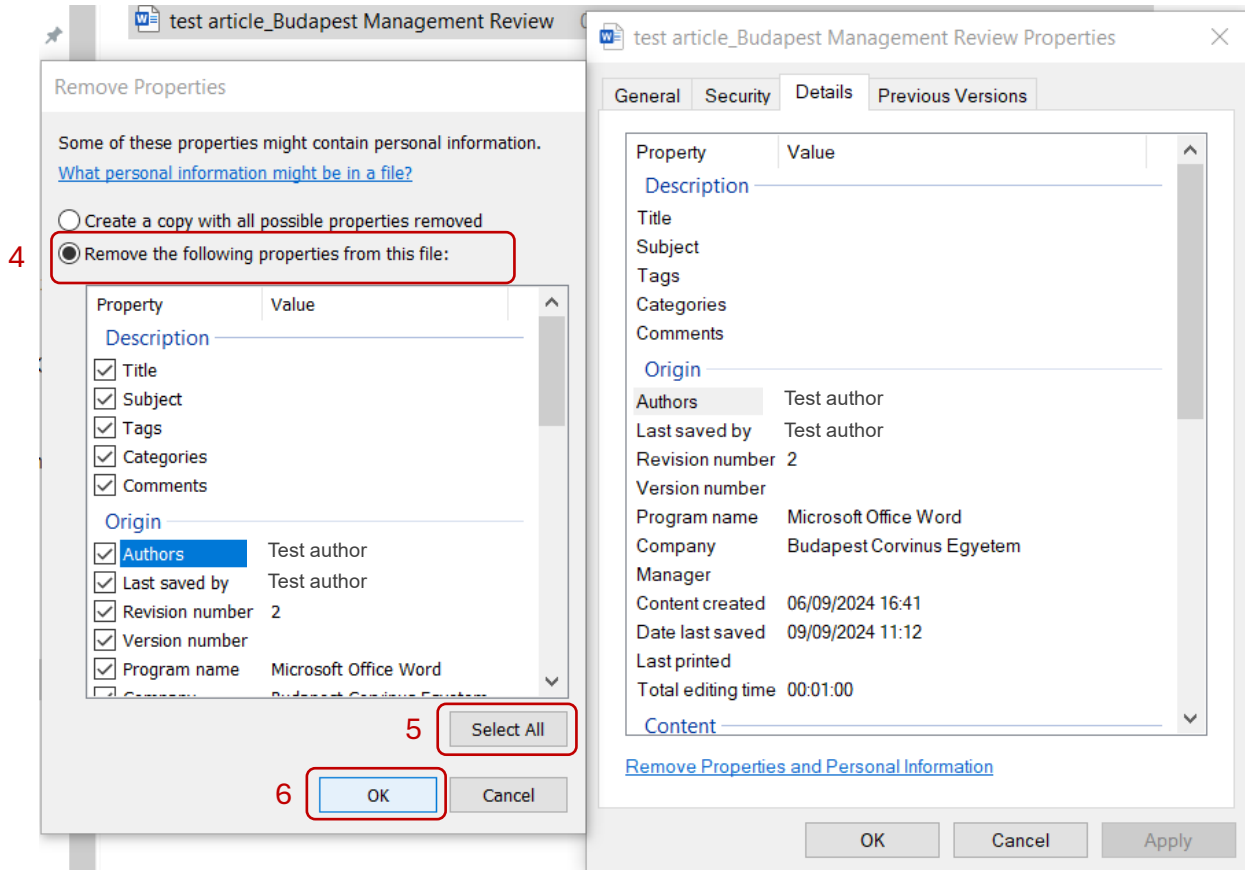 test article_Budapest Management Review
Remove Properties
Some of these properties might contain personal information.
What personal information might be in a file?
Create a copy with all possible properties removed
4
Remove the following properties from this file:
Property Value
Description
Title
Subject
Tags
Categories
Comments
Origin
Authors Test author
Last saved by Test author
Revision number 2
Version number
Program name Microsoft Office Word
Company Budapest Corvinus Egyetem
5 Select All
6 OK Cancel
test article_Budapest Management Review Properties
General Security Details Previous Versions
Property Value
Description
Title
Subject
Tags
Categories
Comments
Origin
Authors Test author
Last saved by Test author
Revision number 2
Version number
Program name Microsoft Office Word
Company Budapest Corvinus Egyetem
Manager
Content created 06/09/2024 16:41
Date last saved 09/09/2024 11:12
Last printed
Total editing time 00:01:00
Content
Remove Properties and Personal Information
OK Cancel Apply